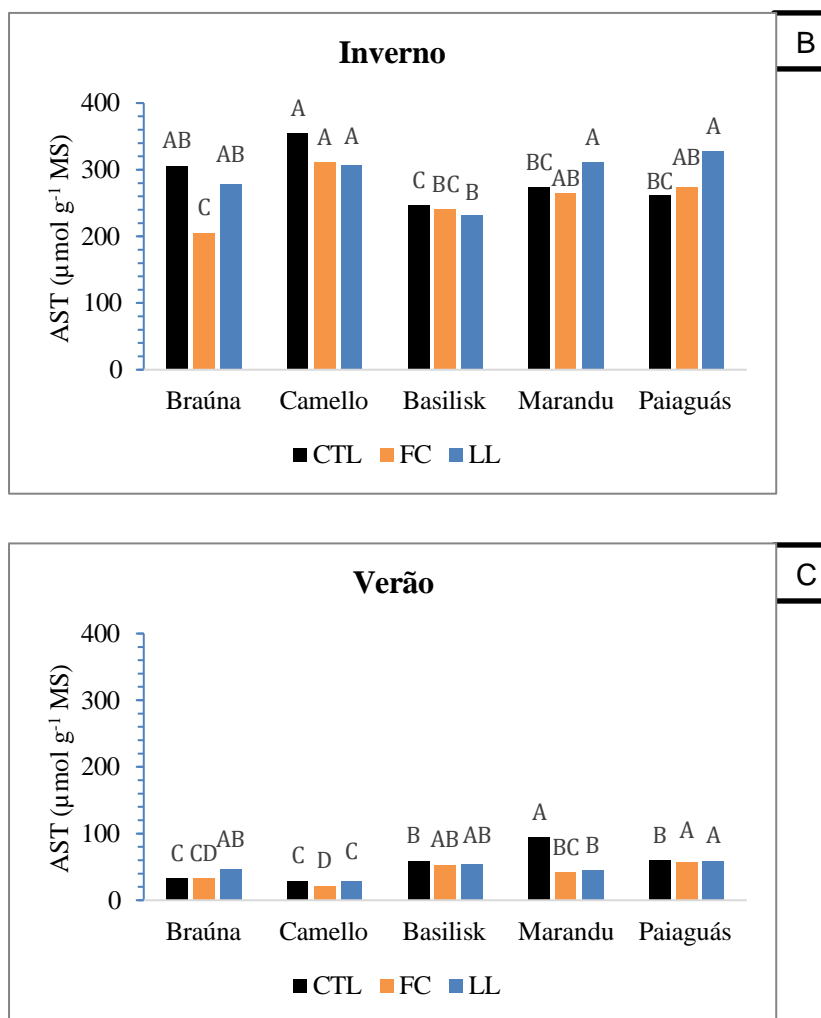 B
Inverno
AST (µmol g⁻¹ MS)
400
300
200
100
0
AB C AB
A A A
C BC B
BC AB A
BC AB A
Braúna Camello Basilisk Marandu Paiaguás
CTL FC LL
C
Verão
AST (µmol g⁻¹ MS)
400
300
200
100
0
C CD AB
C D C
B AB AB
A BC B
B A A
Braúna Camello Basilisk Marandu Paiaguás
CTL FC LL